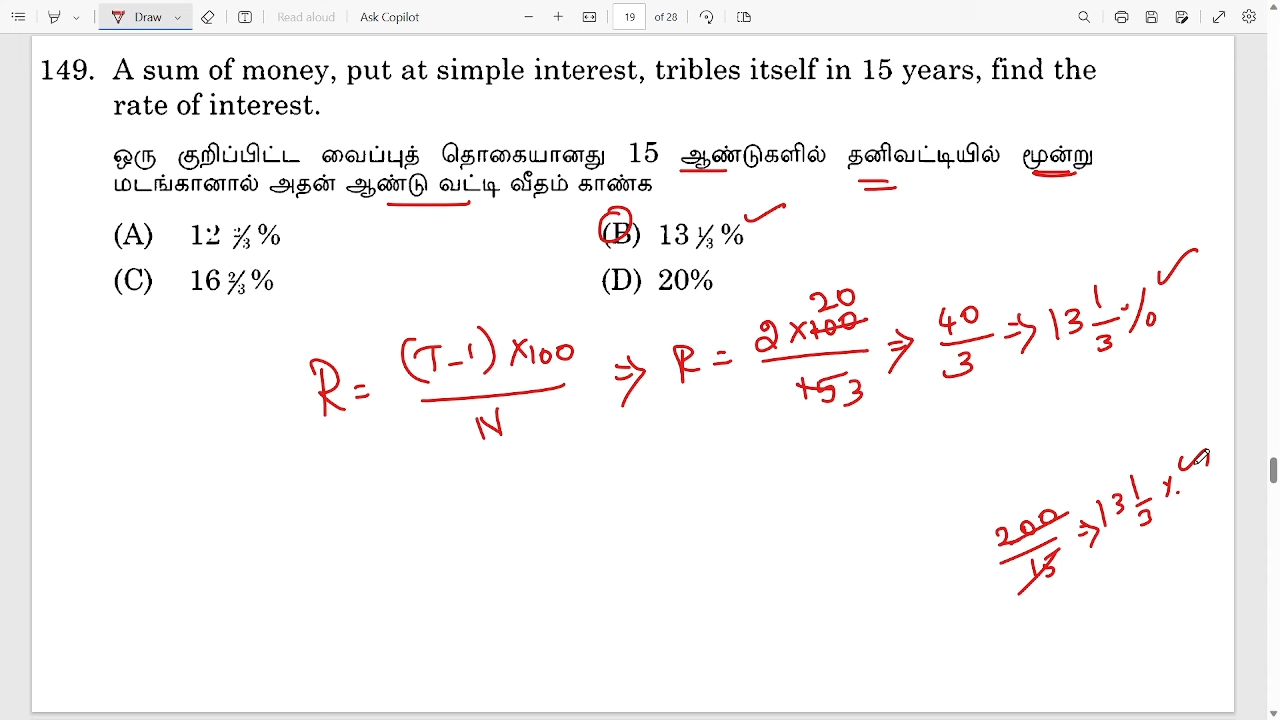 Draw
Read aloud
Ask Copilot
19
of 28
149. A sum of money, put at simple interest, tribles itself in 15 years, find the
rate of interest.
ஒரு குறிப்பிட்ட வைப்புத் தொகையானது 15 ஆண்டுகளில் தனிவட்டியில் மூன்று
மடங்கானால் அதன் ஆண்டு வட்டி வீதம் காண்க
(A) 12 2/3 %
(B) 13 1/3 %
(C) 16 2/3 %
(D) 20%
R = (T-1) × 100 / N ⇒ R = 2 × 100 20 / 15 3 ⇒ 40/3 ⇒ 13 1/3 %
200/15 ⇒ 13 1/3 %